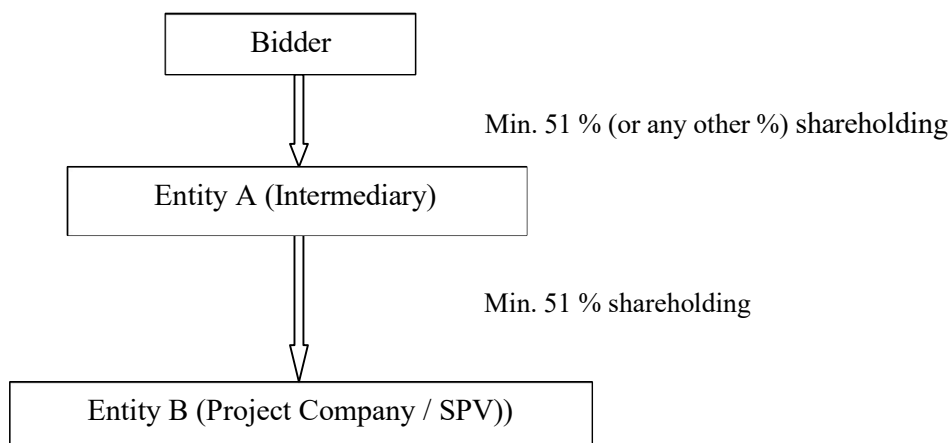 Bidder
Min. 51 % (or any other %) shareholding
Entity A (Intermediary)
Min. 51 % shareholding
Entity B (Project Company / SPV))